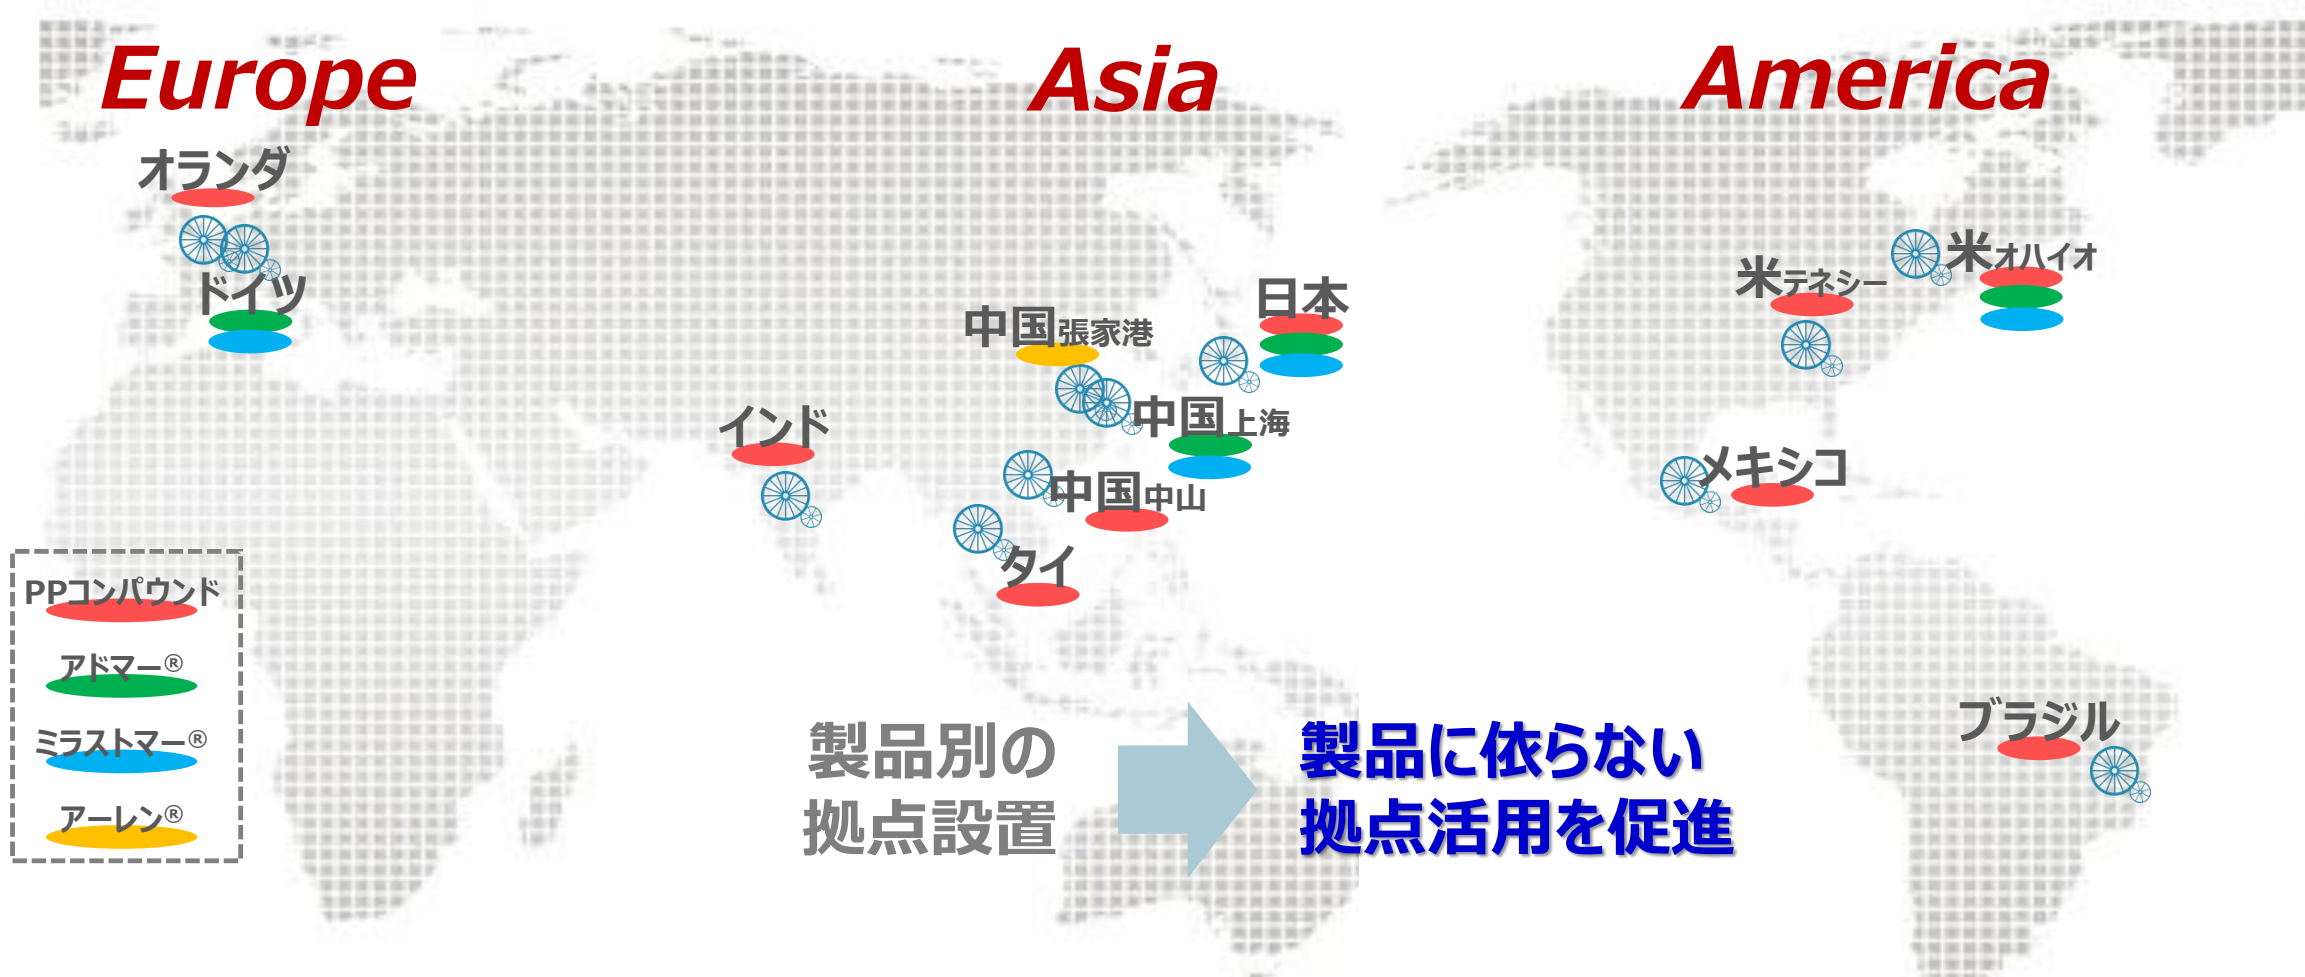 Europe
Asia
America
オランダ
ドイツ
中国張家港
日本
中国上海
インド
中国中山
タイ
米テネシー
米オハイオ
メキシコ
ブラジル
PPコンパウンド
アドマー®
ミラストマー®
アーレン®
製品別の
拠点設置
製品に依らない
拠点活用を促進